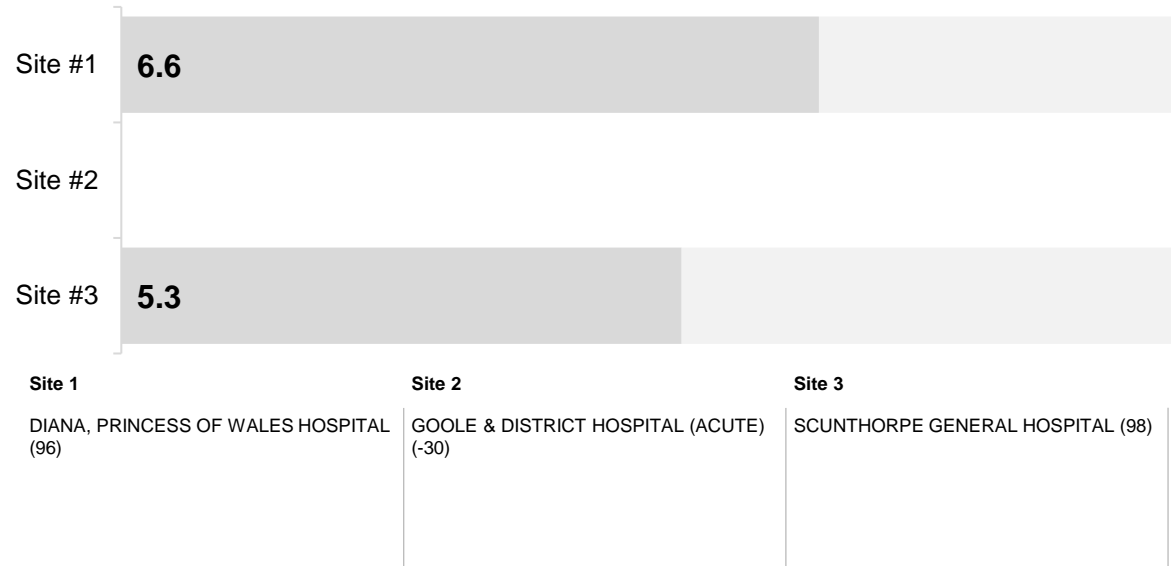 Site #1
6.6
Site #2
Site #3
5.3
Site 1
Site 2
Site 3
DIANA, PRINCESS OF WALES HOSPITAL
(96)
GOOLE & DISTRICT HOSPITAL (ACUTE)
(-30)
SCUNTHORPE GENERAL HOSPITAL (98)